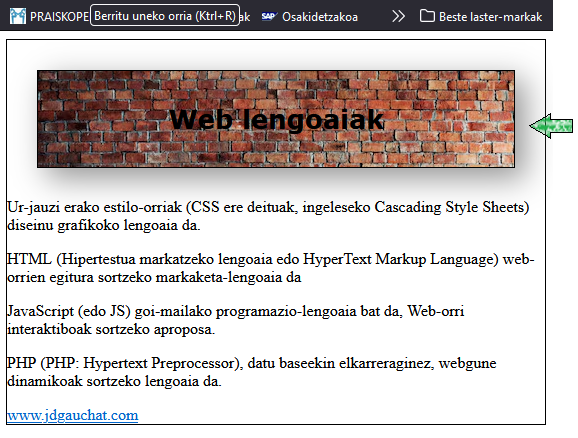 PRAISKOPE
Berritu uneko orria (Ktrl+R)
ak
SAP
Osakidetzakoa
Beste laster-markak
Web lengoaiak
Ur-jauzi erako estilo-orriak (CSS ere deituak, ingeleseko Cascading Style Sheets)
diseinu grafikoko lengoaia da.
HTML (Hipertestua markatzeko lengoaia edo HyperText Markup Language) web-
orrien egitura sortzeko markaketa-lengoaia da
JavaScript (edo JS) goi-mailako programazio-lengoaia bat da, Web-orri
interaktiboak sortzeko aproposa.
PHP (PHP: Hypertext Preprocessor), datu baseekin elkarreraginez, webgune
dinamikoak sortzeko lengoaia da.
www.jdgauchat.com